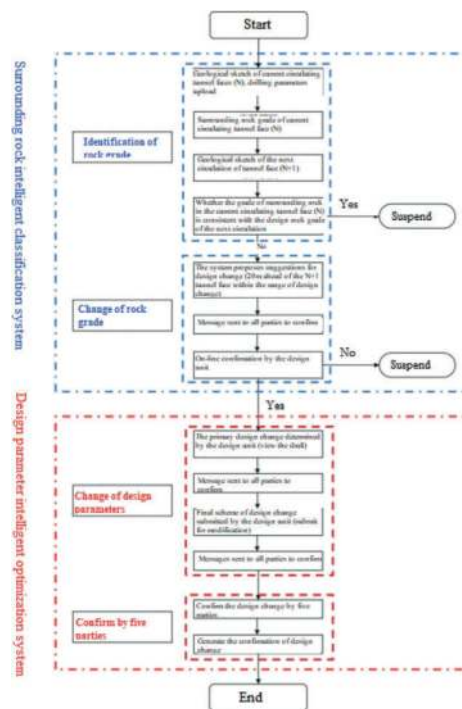 Start
Surrounding rock intelligent classification system
Identification of
rock grade
Geological sketch of current circulating
tunnel faces (N), drilling parameters
upload
Surrounding rock grade of current
circulating tunnel face (N)
Geological sketch of the next
circulation of tunnel face (N+1)
Whether the grade of surrounding rock
in the current circulating tunnel face (N)
is consistent with the design rock grade
of the next circulation
Yes
Suspend
No
Change of rock
grade
The system proposes suggestions for
design change (20m ahead of the N+1
tunnel face within the range of design
change)
Message sent to all parties to confirm
On-line confirmation by the design
unit
No
Suspend
Yes
Design parameter intelligent optimization system
Change of design
parameters
The primary design change determined
by the design unit (view the draft)
Message sent to all parties to
confirm
Final scheme of design change
submitted by the design unit (submit
for modification)
Messages sent to all parties to confirm
Confirm by five
parties
Confirm the design change by five
parties
Generate the confirmation of design
change
End